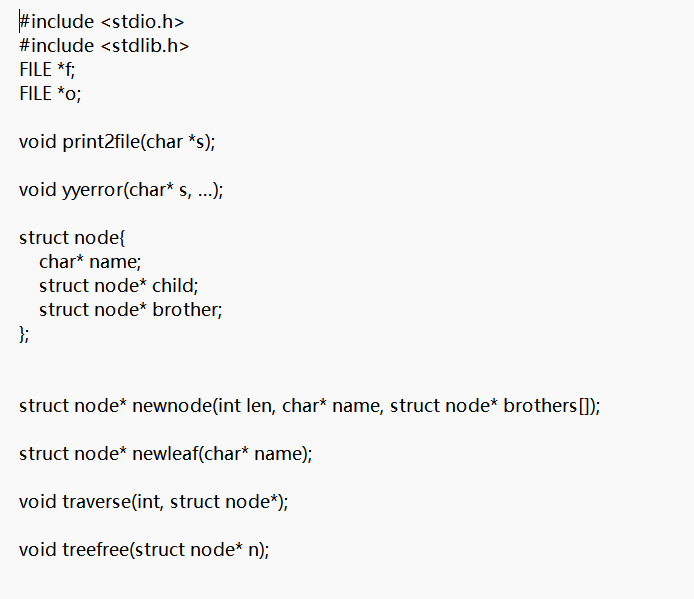 #include <stdio.h>
#include <stdlib.h>
FILE *f;
FILE *o;
void print2file(char *s);
void yyerror(char* s, ...);
struct node{
    char* name;
    struct node* child;
    struct node* brother;
};
struct node* newnode(int len, char* name, struct node* brothers[]);
struct node* newleaf(char* name);
void traverse(int, struct node*);
void treefree(struct node* n);